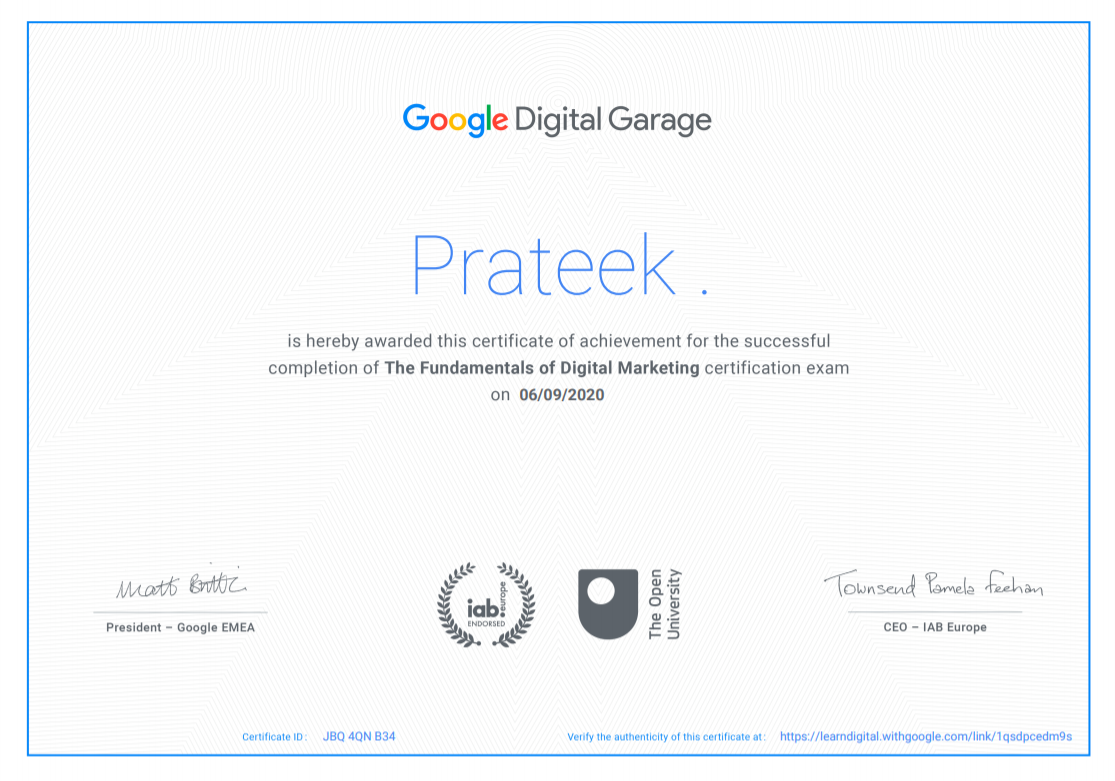 Google Digital Garage
Prateek .
is hereby awarded this certificate of achievement for the successful
completion of The Fundamentals of Digital Marketing certification exam
on 06/09/2020
Matt Brittin
President – Google EMEA
iab.europe
ENDORSED
The Open
University
Townsend Pamela Feehan
CEO – IAB Europe
Certificate ID : JBQ 4QN B34
Verify the authenticity of this certificate at : https://learndigital.withgoogle.com/link/1qsdpcedm9s